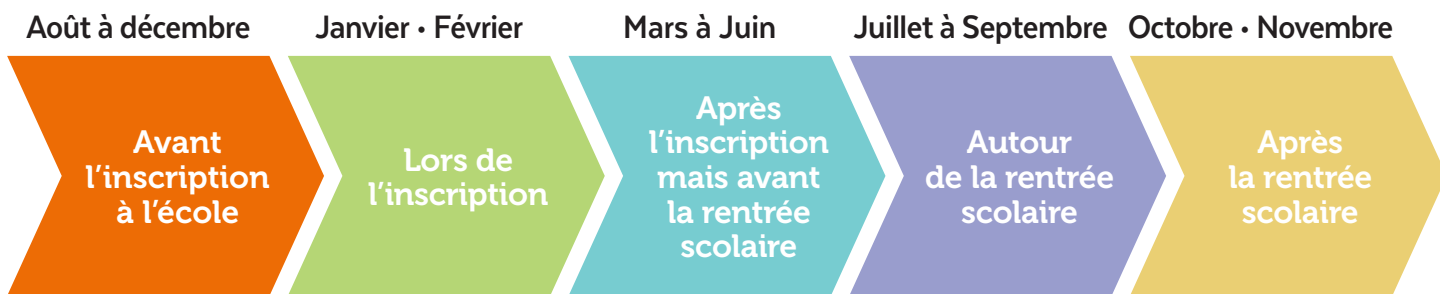 Août à décembre
Janvier • Février
Mars à Juin
Juillet à Septembre
Octobre • Novembre
Avant
l'inscription
à l'école
Lors de
l'inscription
Après
l'inscription
mais avant
la rentrée
scolaire
Autour
de la rentrée
scolaire
Après
la rentrée
scolaire